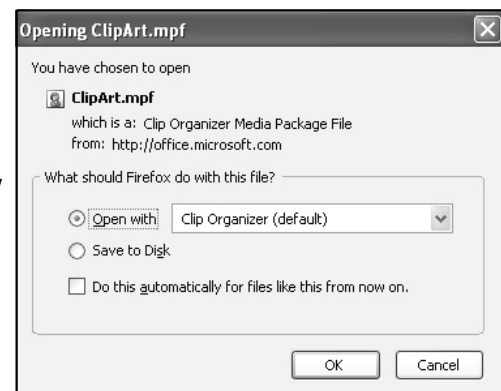 Opening ClipArt.mpf
You have chosen to open
ClipArt.mpf
which is a: Clip Organizer Media Package File
from: http://office.microsoft.com
What should Firefox do with this file?
Open with
Clip Organizer (default)
Save to Disk
Do this automatically for files like this from now on.
OK
Cancel